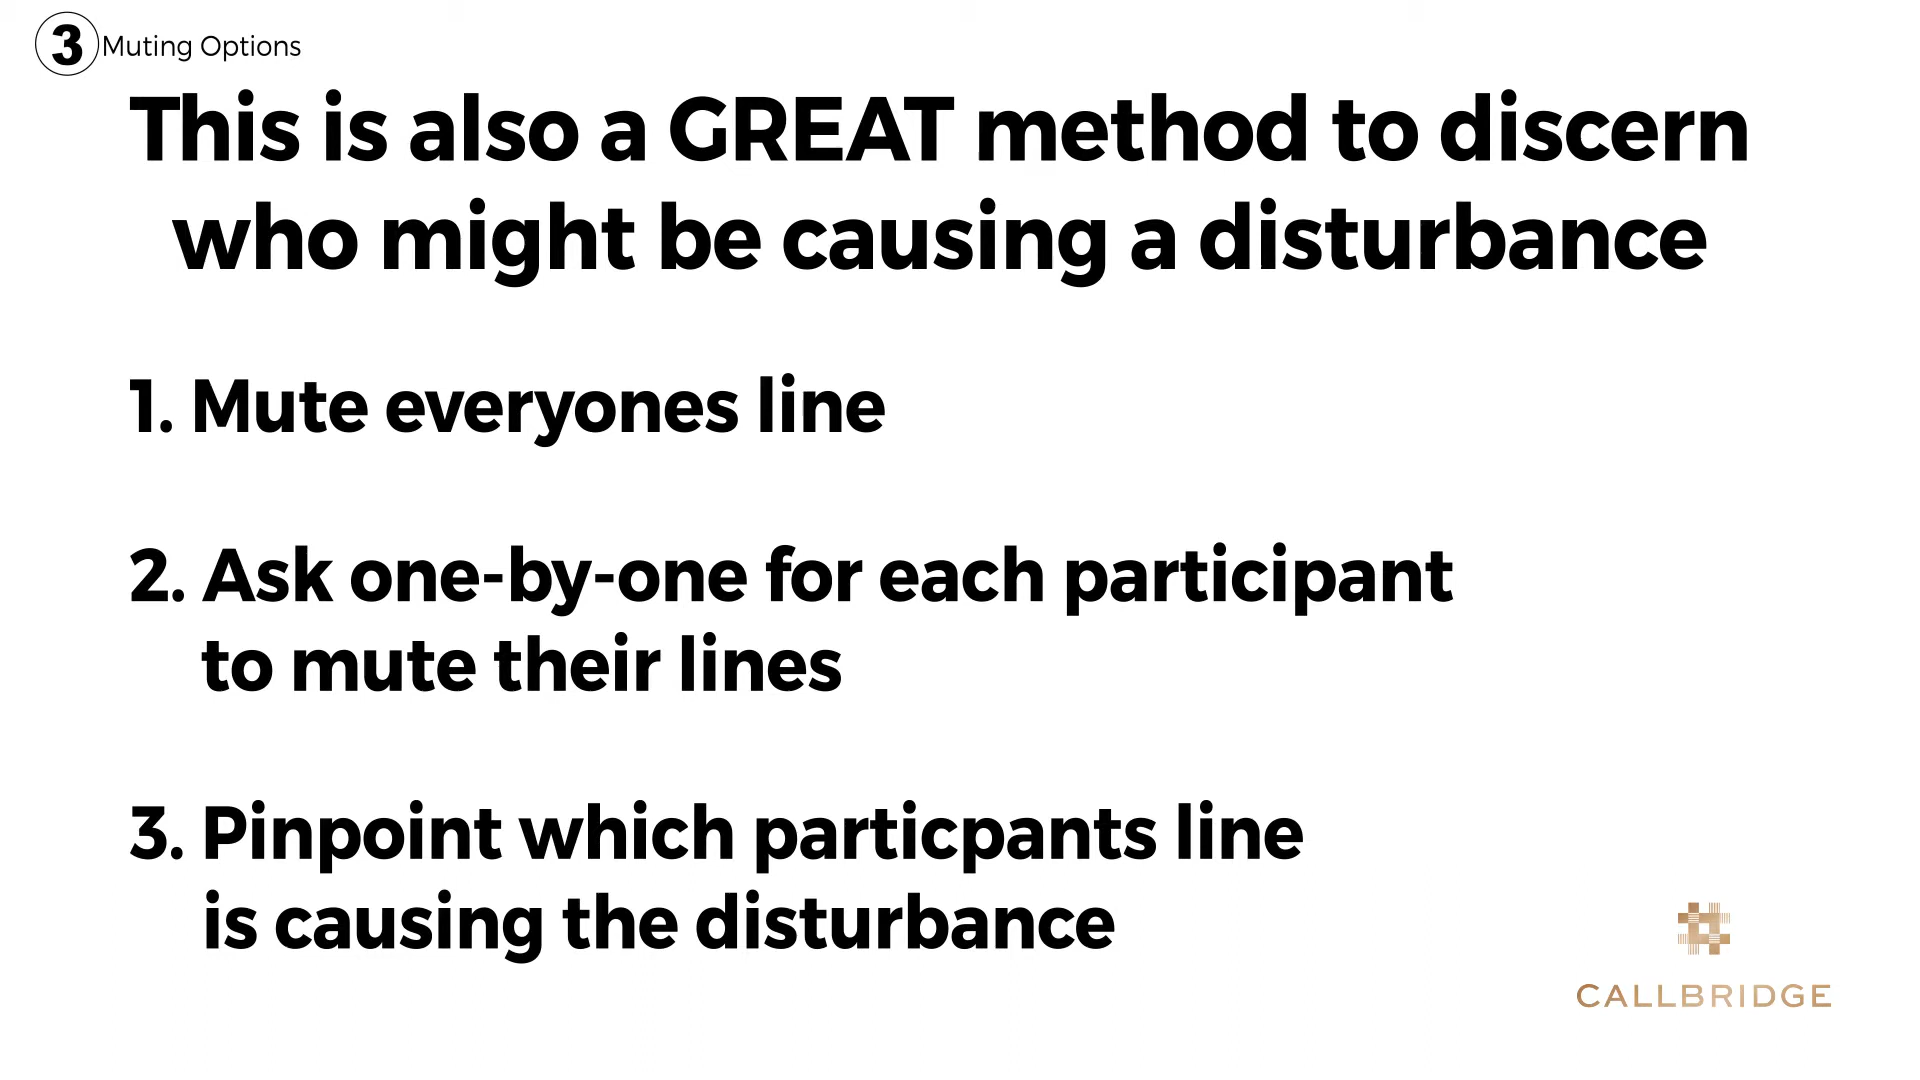 3 Muting Options
This is also a GREAT method to discern
who might be causing a disturbance
1. Mute everyones line
2. Ask one-by-one for each participant
to mute their lines
3. Pinpoint which particpants line
is causing the disturbance
CALLBRIDGE